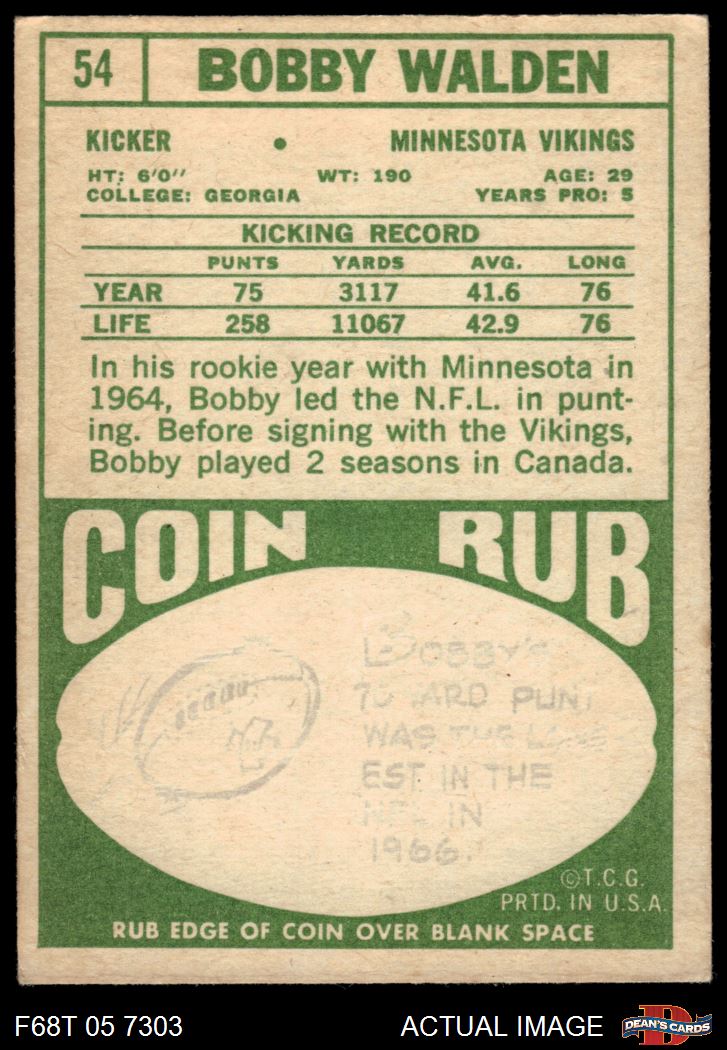 54 BOBBY WALDEN
KICKER • MINNESOTA VIKINGS
HT: 6'0" WT: 190 AGE: 29
COLLEGE: GEORGIA YEARS PRO: 5
KICKING RECORD
PUNTS YARDS AVG. LONG
YEAR 75 3117 41.6 76
LIFE 258 11067 42.9 76
In his rookie year with Minnesota in
1964, Bobby led the N.F.L. in punt-
ing. Before signing with the Vikings,
Bobby played 2 seasons in Canada.
COIN RUB
BOBBY'S
PUNT
WAS THE
EST IN THE
IN
1966.
©T.C.G.
PRTD. IN U.S.A.
RUB EDGE OF COIN OVER BLANK SPACE
F68T 05 7303 ACTUAL IMAGE D DEAN'S CARDS